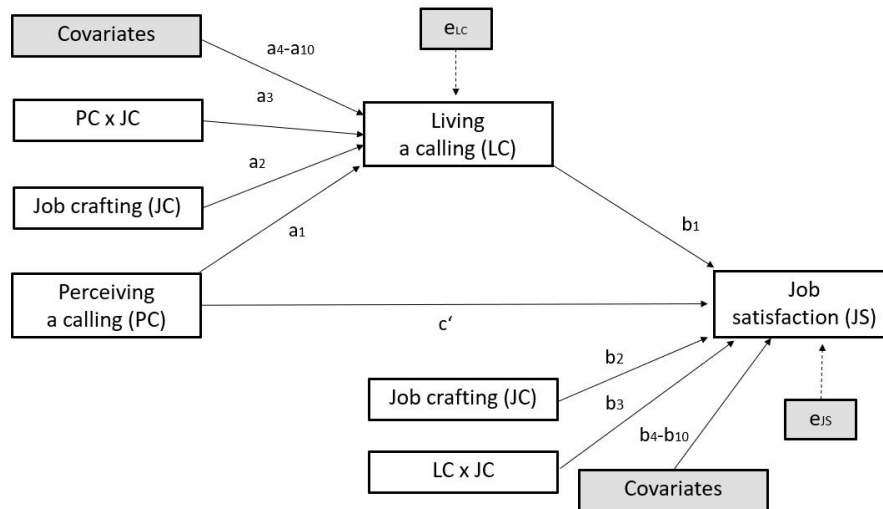 Covariates
a4-a10
eLC
PC x JC
a3
Living
a calling (LC)
Job crafting (JC)
a2
a1
b1
Perceiving
a calling (PC)
c‘
Job
satisfaction (JS)
Job crafting (JC)
b2
b3
LC x JC
b4-b10
eJS
Covariates